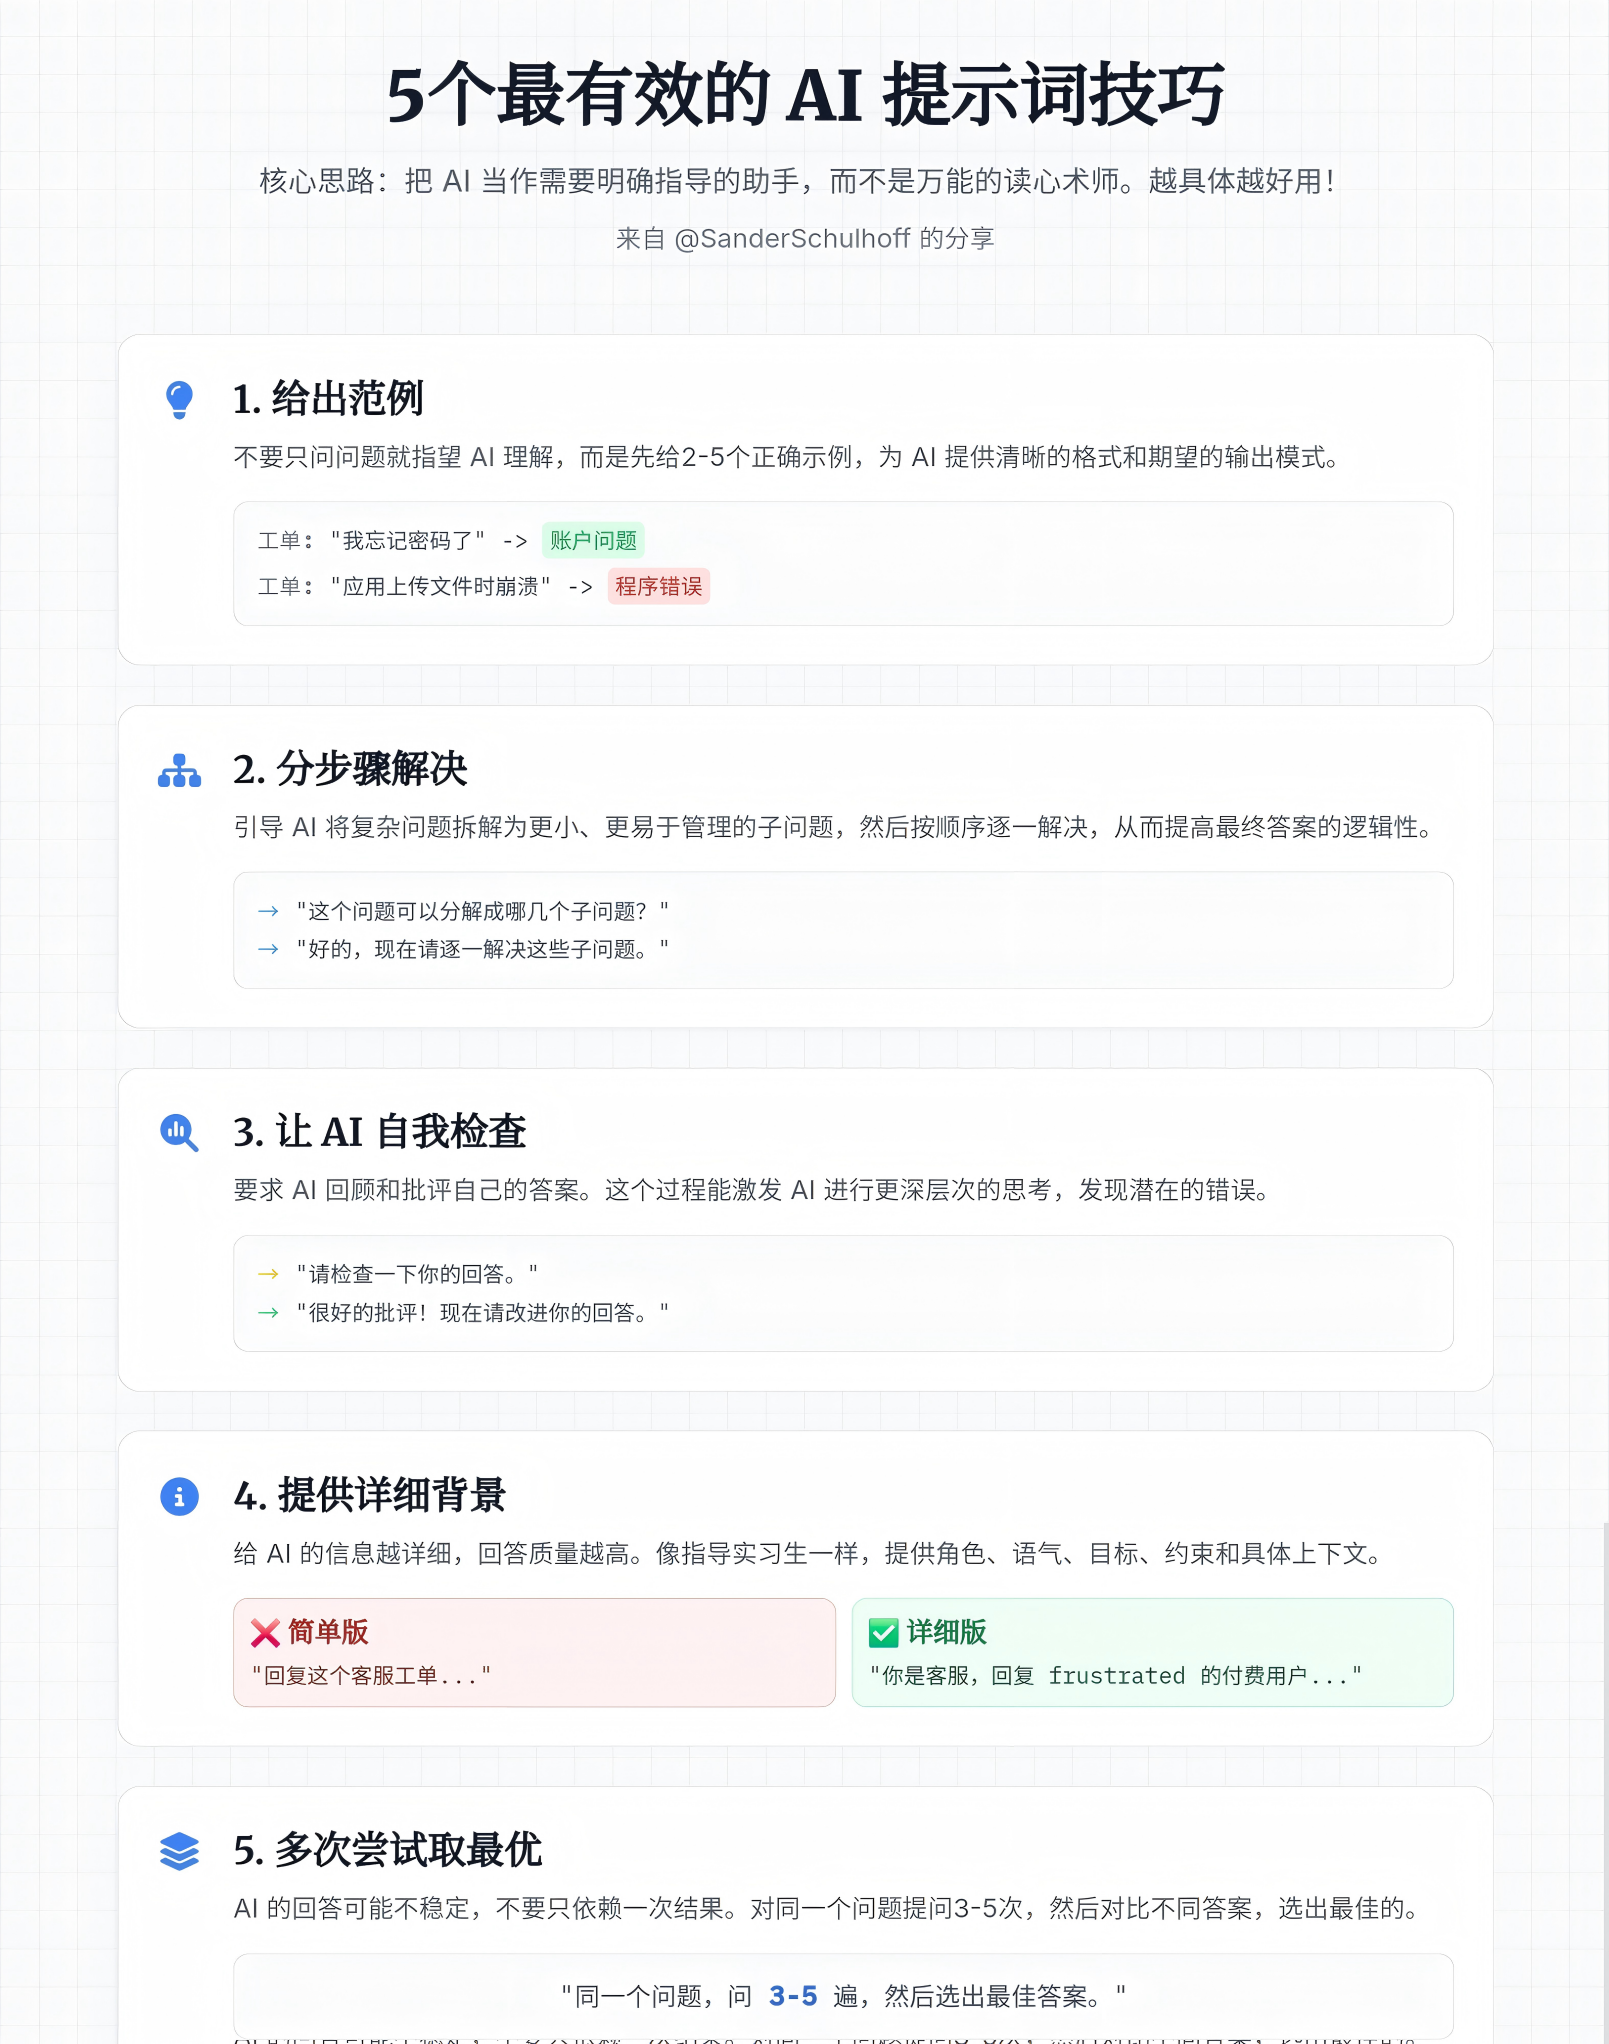 5个最有效的 AI 提示词技巧
核心思路：把 AI 当作需要明确指导的助手，而不是万能的读心术师。越具体越好用！
来自 @SanderSchulhoff 的分享
1. 给出范例
不要只问问题就指望 AI 理解，而是先给2-5个正确示例，为 AI 提供清晰的格式和期望的输出模式。
工单: "我忘记密码了" -> 账户问题
工单: "应用上传文件时崩溃" -> 程序错误
2. 分步骤解决
引导 AI 将复杂问题拆解为更小、更易于管理的子问题，然后按顺序逐一解决，从而提高最终答案的逻辑性。
→ "这个问题可以分解成哪几个子问题？"
→ "好的，现在请逐一解决这些子问题。"
3. 让 AI 自我检查
要求 AI 回顾和批评自己的答案。这个过程能激发 AI 进行更深层次的思考，发现潜在的错误。
→ "请检查一下你的回答。"
→ "很好的批评！现在请改进你的回答。"
4. 提供详细背景
给 AI 的信息越详细，回答质量越高。像指导实习生一样，提供角色、语气、目标、约束和具体上下文。
❌ 简单版
"回复这个客服工单..."
✅ 详细版
"你是客服，回复 frustrated 的付费用户..."
5. 多次尝试取最优
AI 的回答可能不稳定，不要只依赖一次结果。对同一个问题提问3-5次，然后对比不同答案，选出最佳的。
"同一个问题，问 3-5 遍，然后选出最佳答案。"